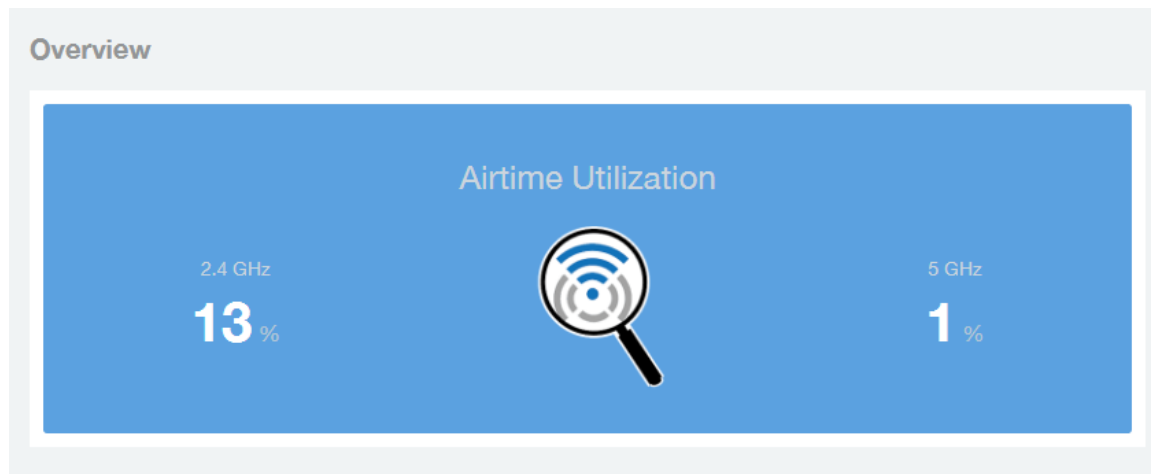 Overview
Airtime Utilization
2.4 GHz
13 %
5 GHz
1 %